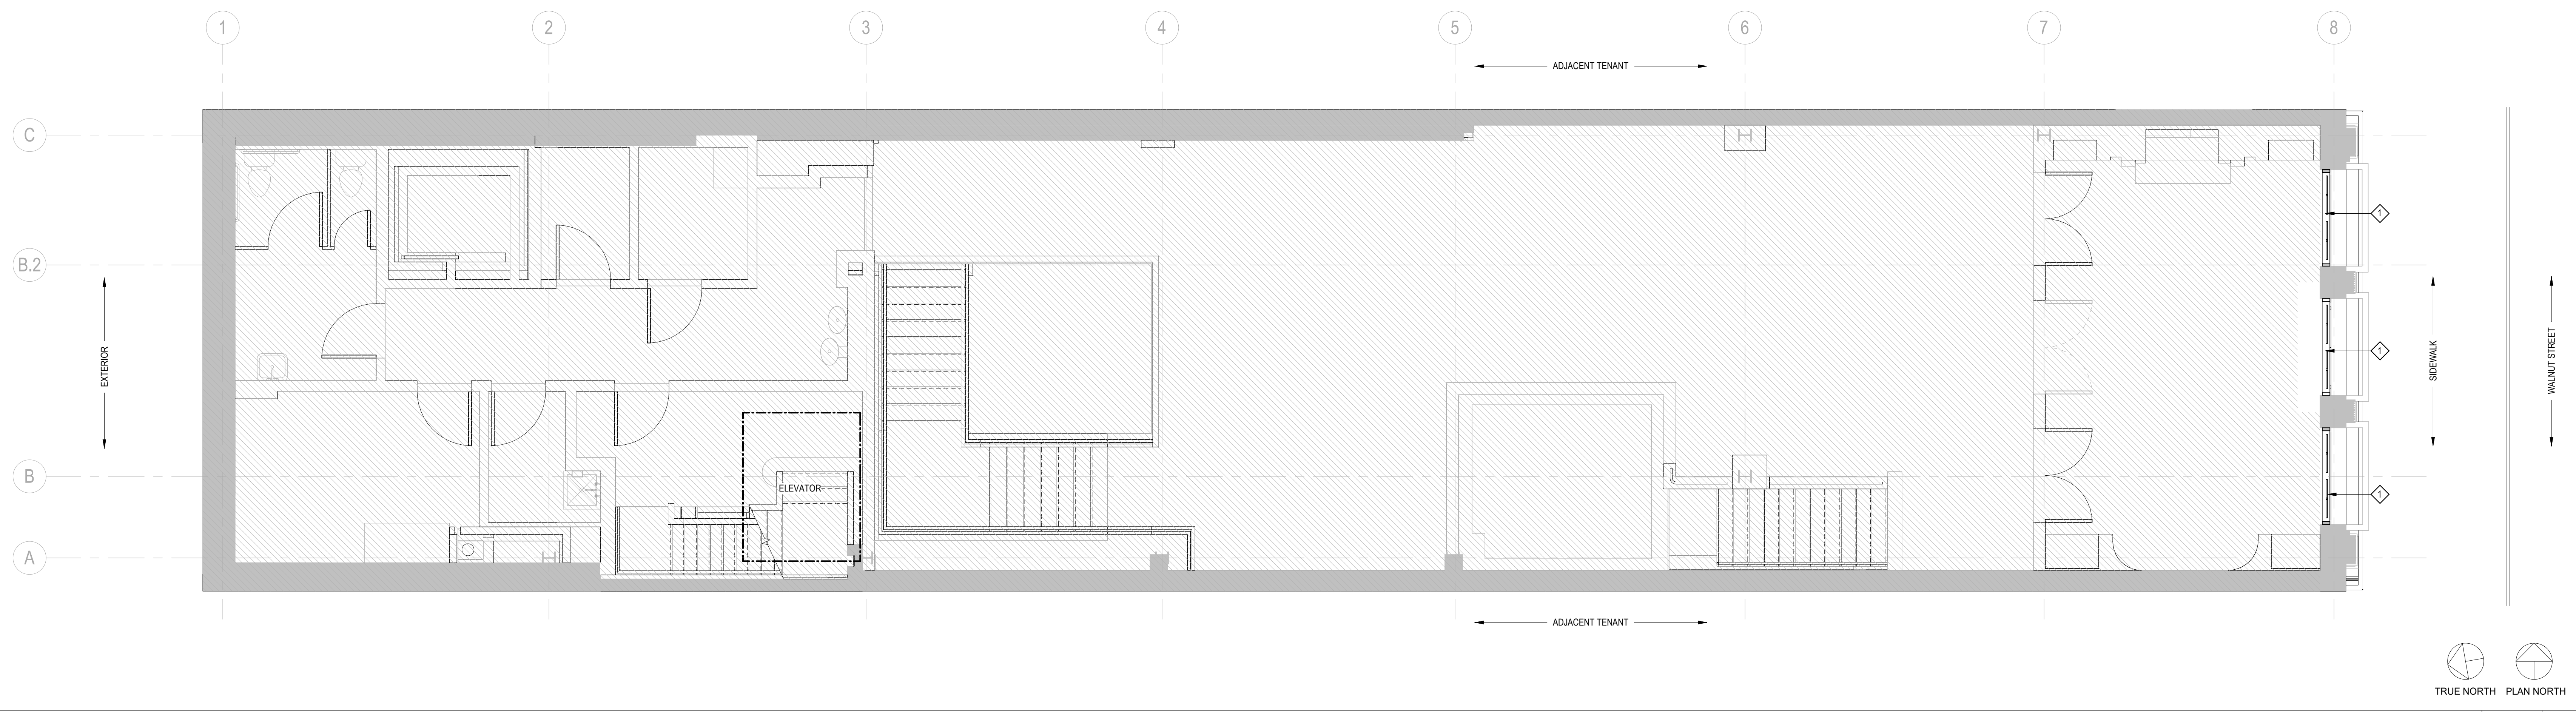 1 2 3 4 5 6 7 8
ADJACENT TENANT
C
1
B.2
EXTERIOR
1
SIDEWALK
WALNUT STREET
B
ELEVATOR
1
A
ADJACENT TENANT
TRUE NORTH PLAN NORTH